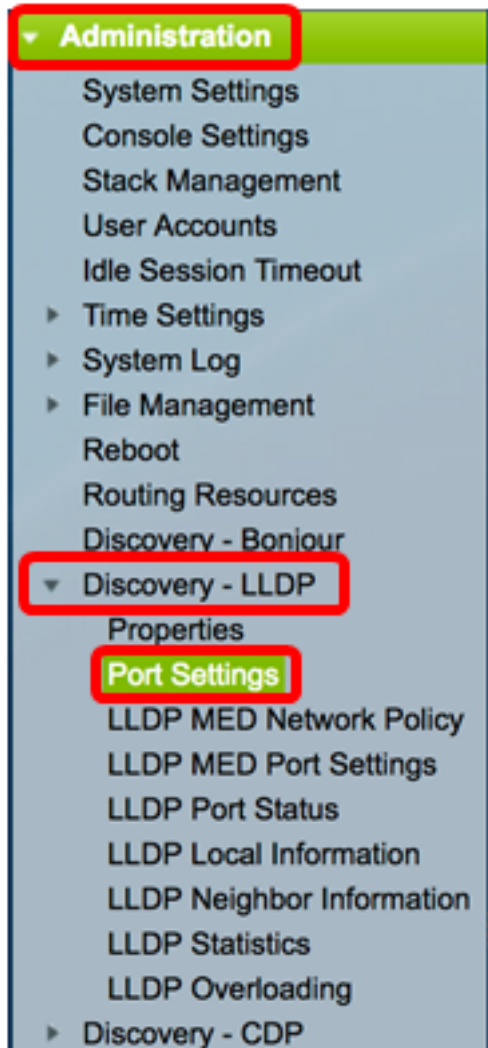 Administration
System Settings
Console Settings
Stack Management
User Accounts
Idle Session Timeout
Time Settings
System Log
File Management
Reboot
Routing Resources
Discovery - Bonjour
Discovery - LLDP
Properties
Port Settings
LLDP MED Network Policy
LLDP MED Port Settings
LLDP Port Status
LLDP Local Information
LLDP Neighbor Information
LLDP Statistics
LLDP Overloading
Discovery - CDP